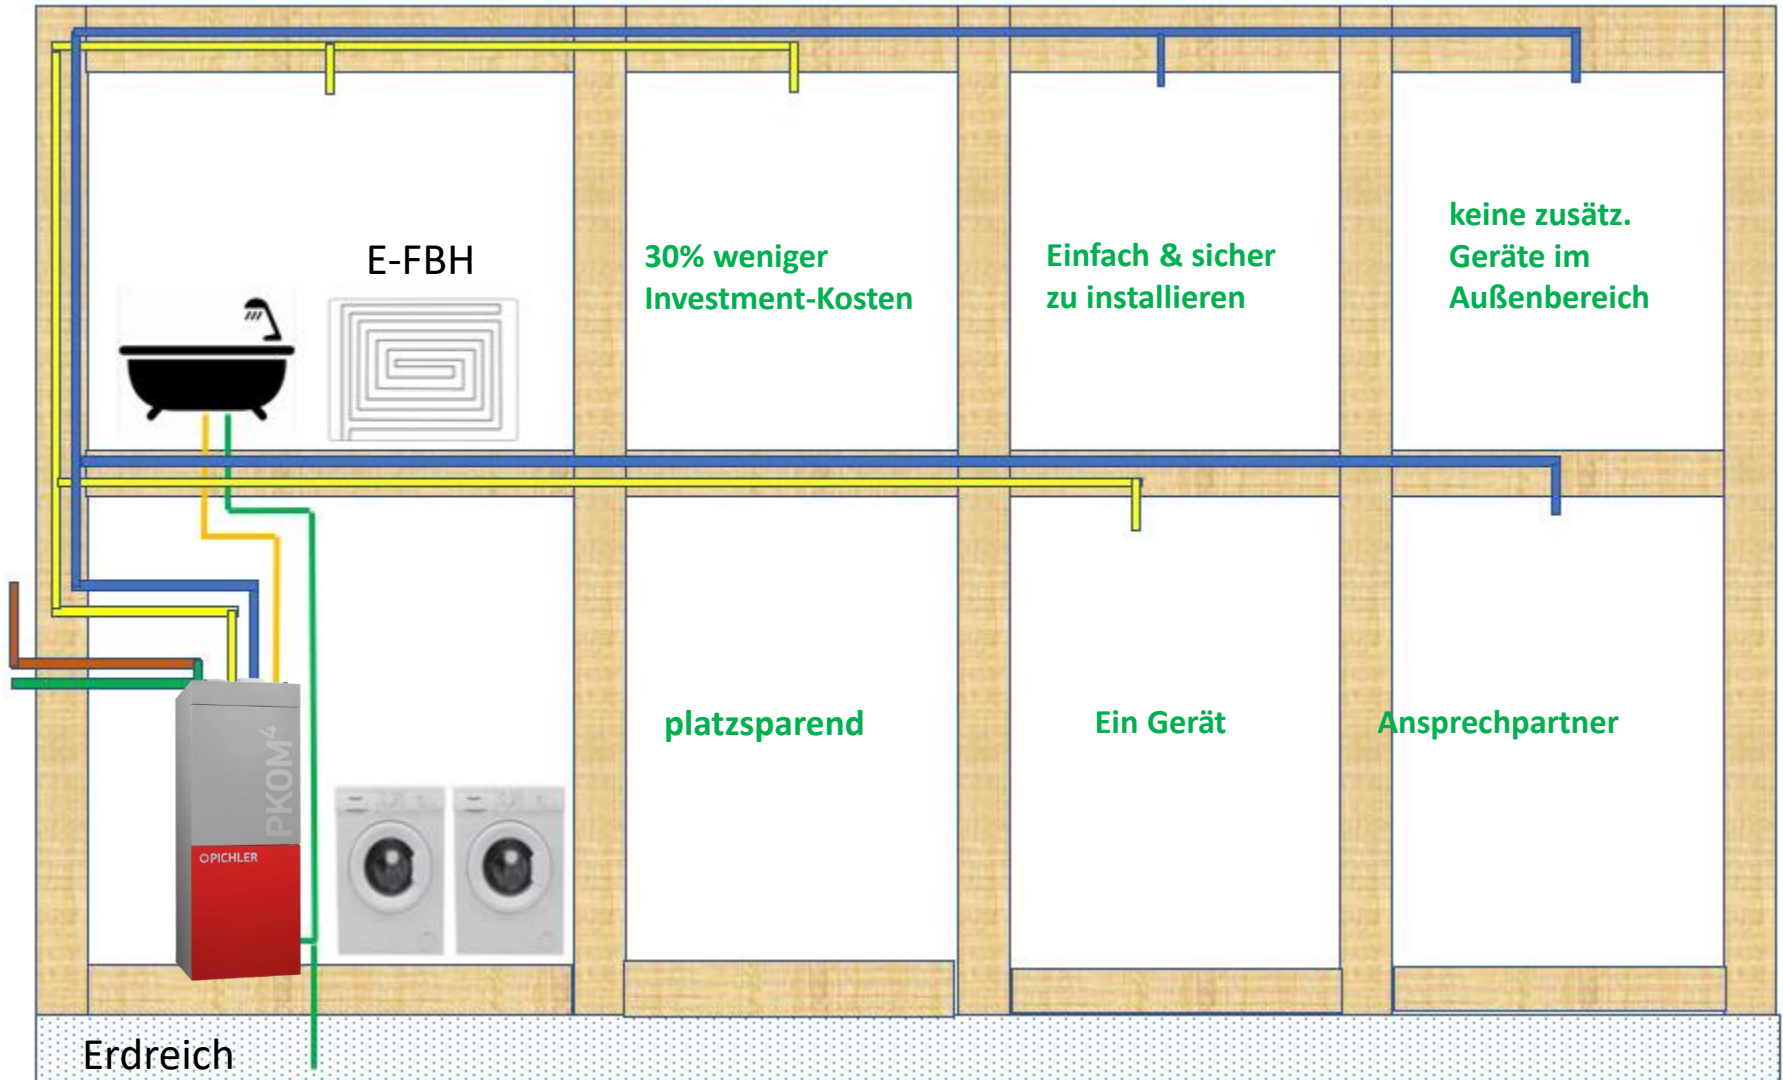 E-FBH
30% weniger
Investment-Kosten
Einfach & sicher
zu installieren
keine zusätz.
Geräte im
Außenbereich
PKOM⁴
PICHLER
platzsparend
Ein Gerät
Ansprechpartner
Erdreich